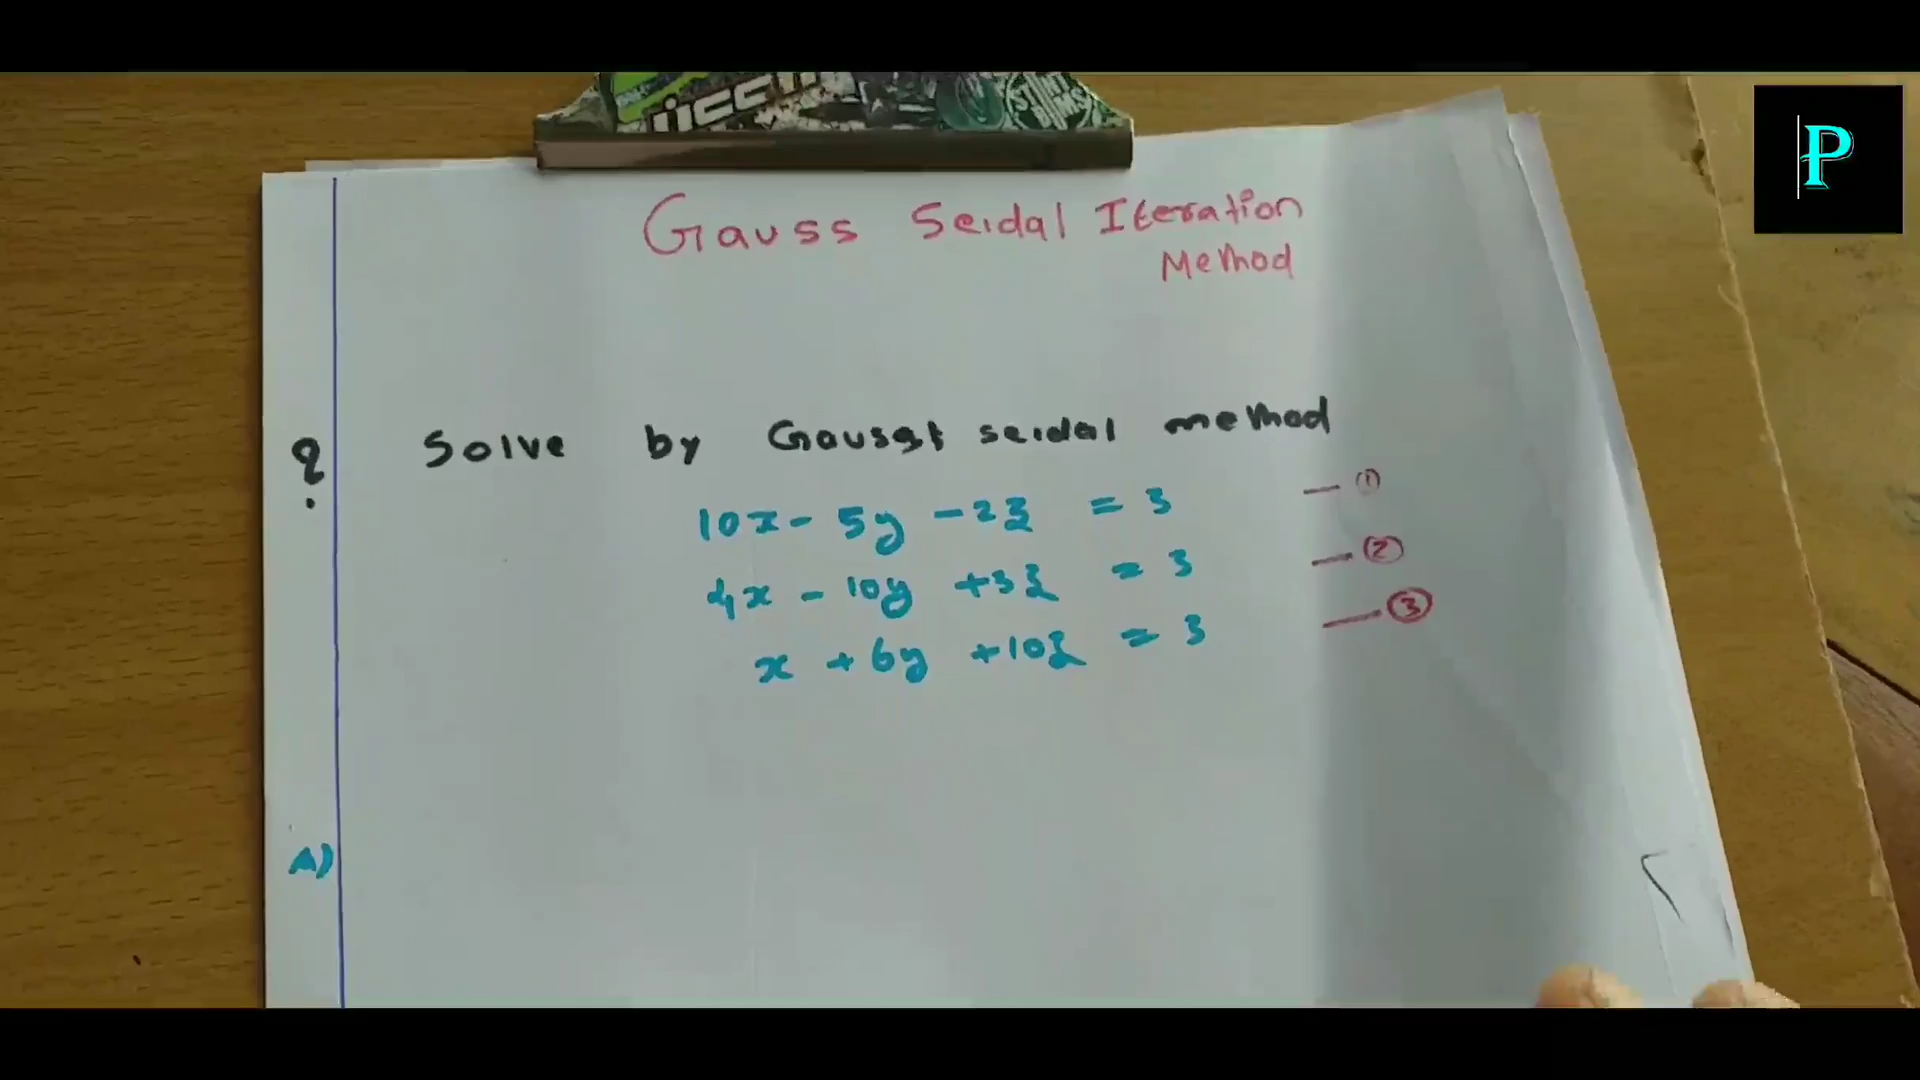 P
Gauss Seidal Iteration
Method
? Solve by Gausst seidal method
10x - 5y - 2z = 3 — ①
4x - 10y + 3z = 3 — ②
x + 6y + 10z = 3 — ③
A)